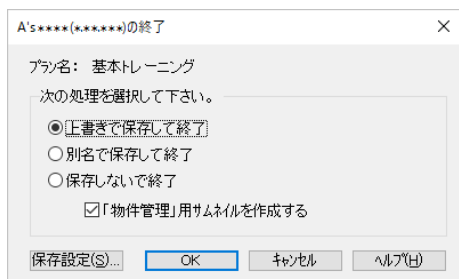 A's****(*.**.***)の終了
プラン名： 基本トレーニング
次の処理を選択して下さい。
上書きで保存して終了
別名で保存して終了
保存しないで終了
「物件管理」用サムネイルを作成する
保存設定(S)... OK キャンセル ヘルプ(H)